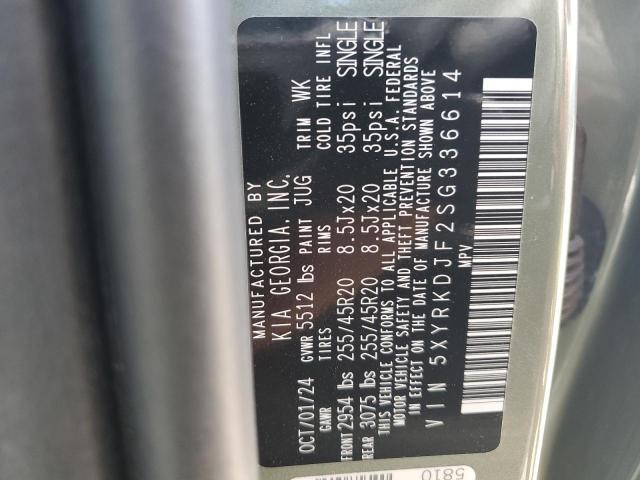 MANUFACTURED BY
KIA GEORGIA, INC.
OCT/01/24 GVWR 5512 lbs PAINT JUG TRIM WK
GAWR TIRES RIMS COLD TIRE INFL
FRONT 2954 lbs 255/45R20 8.5Jx20 35psi SINGLE
REAR 3075 lbs 255/45R20 8.5Jx20 35psi SINGLE
THIS VEHICLE CONFORMS TO ALL APPLICABLE U.S.A. FEDERAL
MOTOR VEHICLE SAFETY AND THEFT PREVENTION STANDARDS
IN EFFECT ON THE DATE OF MANUFACTURE SHOWN ABOVE
VIN 5XYRKDJF2SG336614
MPV
5810